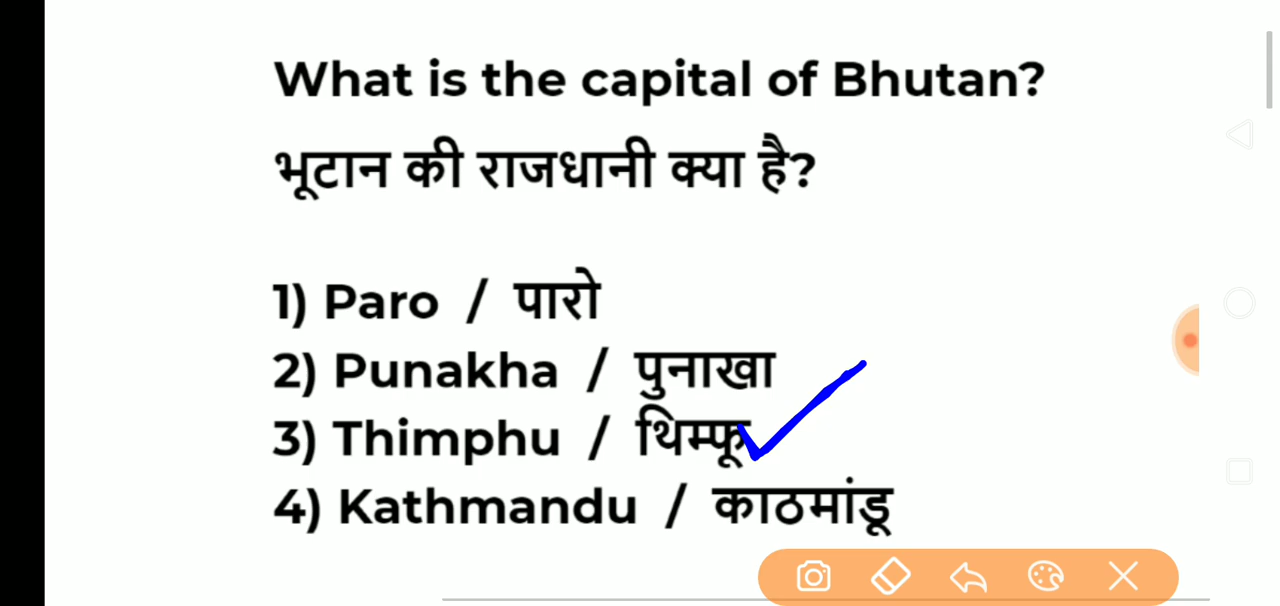 What is the capital of Bhutan?
भूटान की राजधानी क्या है?
1) Paro / पारो
2) Punakha / पुनाखा
3) Thimphu / थिम्फू
4) Kathmandu / काठमांडू